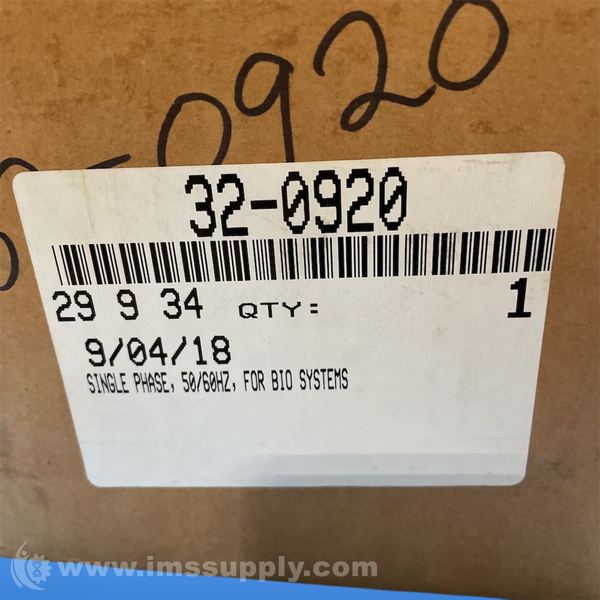 -0920
32-0920
29 9 34 QTY: 1
9/04/18
SINGLE PHASE, 50/60HZ, FOR BIO SYSTEMS
www.imssupply.com